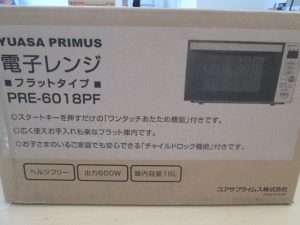 YUASA PRIMUS
電子レンジ
■フラットタイプ■
PRE-6018PF
◎スタートキーを押すだけの「ワンタッチあたため機能」付きです。
◎広く使えお手入れも楽なフラット庫内です。
◎お子さまのいるご家庭でも安心できる「チャイルドロック機能」付きです。
ヘルツフリー 出力600W 庫内容量18L
ユアサプライムス株式会社